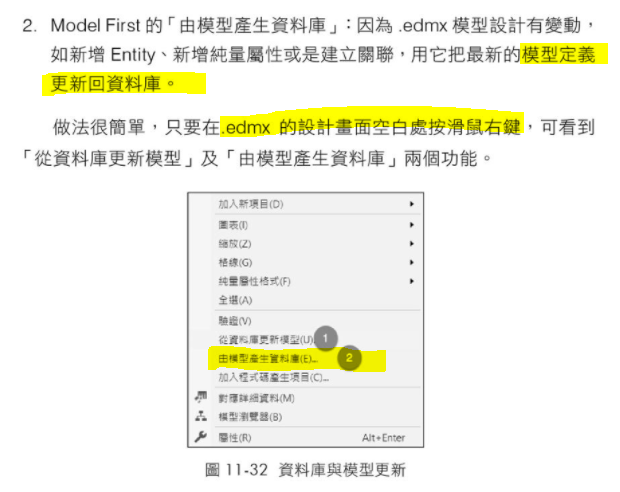 2. Model First 的「由模型產生資料庫」：因為 .edmx 模型設計有變動，
如新增 Entity、新增純量屬性或是建立關聯，用它把最新的模型定義
更新回資料庫。
做法很簡單，只要在.edmx 的設計畫面空白處按滑鼠右鍵，可看到
「從資料庫更新模型」及「由模型產生資料庫」兩個功能。
加入新項目(D)
圖表(I)
縮放(Z)
格線(G)
純量屬性格式(F)
全選(A)
驗證(V)
從資料庫更新模型(U)... 1
由模型產生資料庫(E)... 2
加入程式碼產生項目(C)...
對應詳細資料(M)
模型瀏覽器(B)
屬性(R) Alt+Enter
圖 11-32 資料庫與模型更新